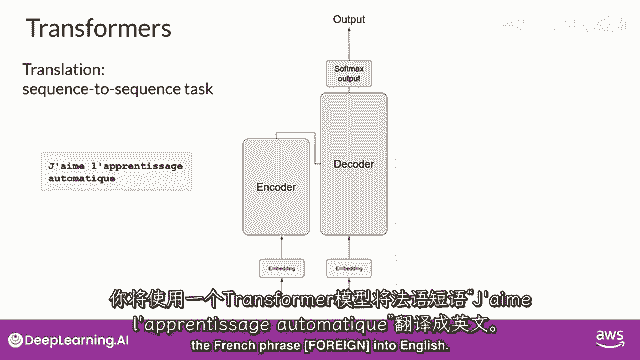 Transformers
Output
Translation:
sequence-to-sequence task
Softmax
output
J'aime l'apprentissage
automatique
Encoder
Decoder
Embedding
Embedding
你将使用一个Transformer模型将法语短语“J'aime
l'apprentissage automatique”翻译成英文。
the French phrase [FOREIGN] into English.
DeepLearning.AI
aws